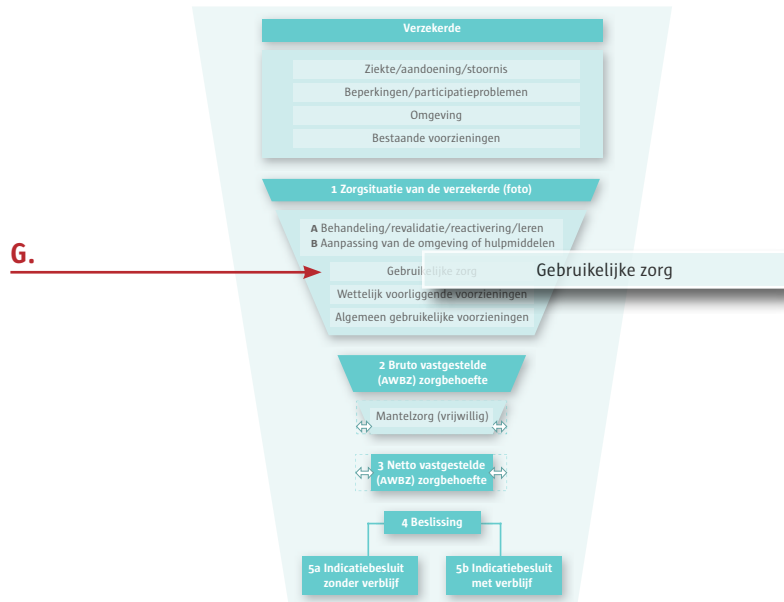 Verzekerde
Ziekte/aandoening/stoornis
Beperkingen/participatieproblemen
Omgeving
Bestaande voorzieningen
1 Zorgsituatie van de verzekerde (foto)
A Behandeling/revalidatie/reactivering/leren
B Aanpassing van de omgeving of hulpmiddelen
G.
Gebruikelijke zorg
Gebruikelijke zorg
Wettelijk voorliggende voorzieningen
Algemeen gebruikelijke voorzieningen
2 Bruto vastgestelde
(AWBZ) zorgbehoefte
Mantelzorg (vrijwillig)
3 Netto vastgestelde
(AWBZ) zorgbehoefte
4 Beslissing
5a Indicatiebesluit
zonder verblijf
5b Indicatiebesluit
met verblijf